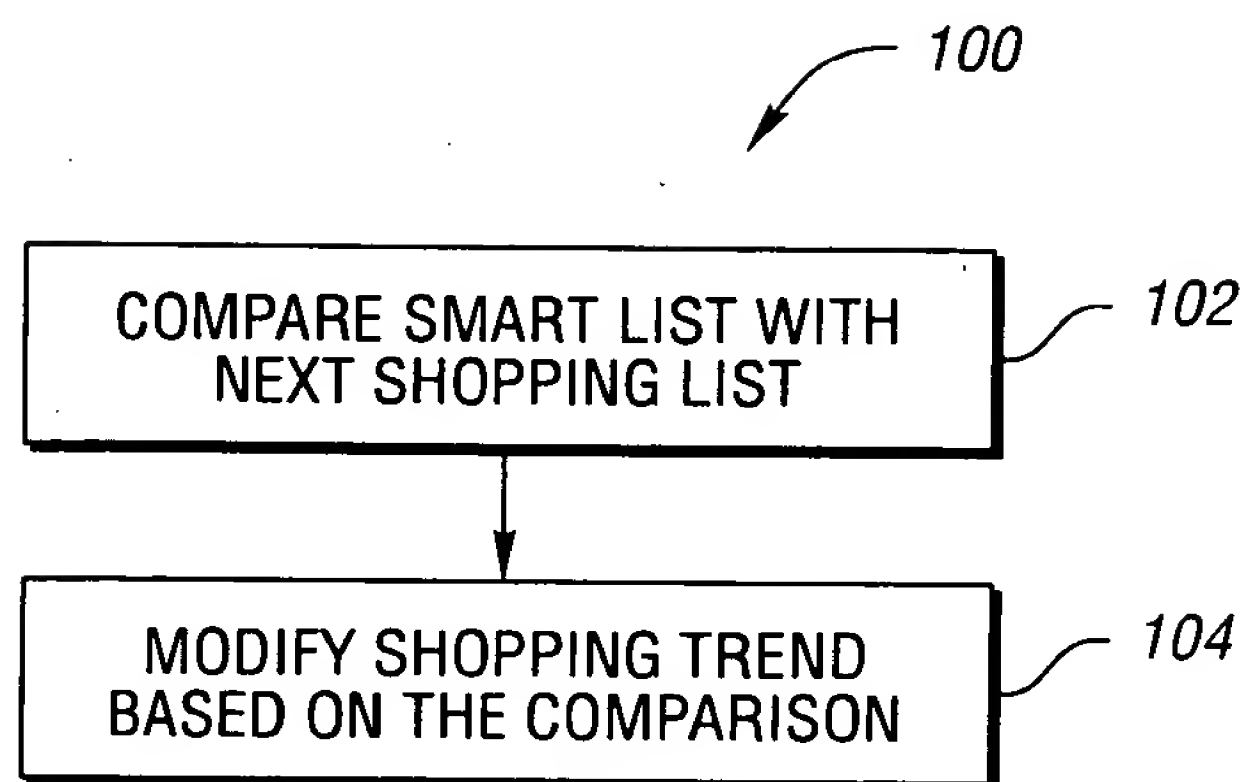 100
COMPARE SMART LIST WITH
NEXT SHOPPING LIST
102
MODIFY SHOPPING TREND
BASED ON THE COMPARISON
104